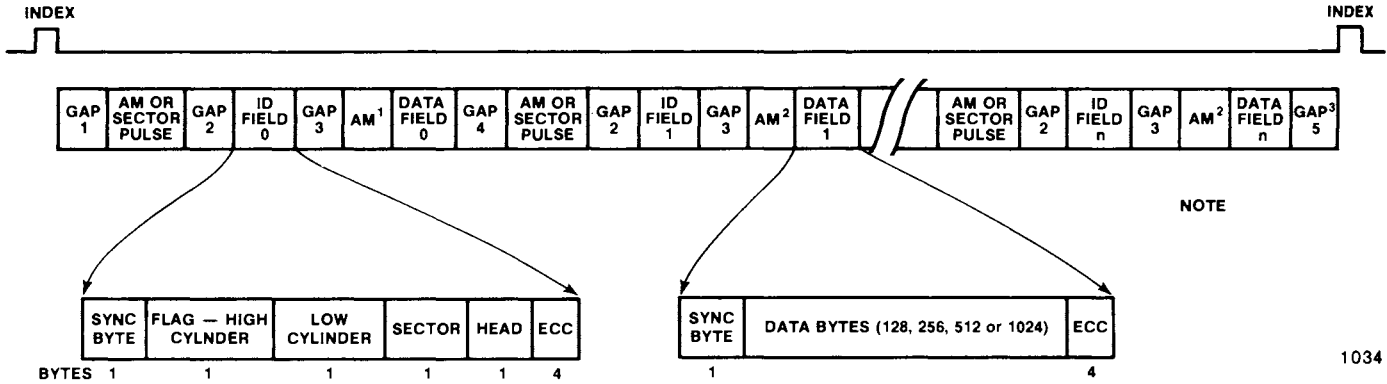 INDEX
INDEX
GAP 1
AM OR SECTOR PULSE
GAP 2
ID FIELD 0
GAP 3
AM¹
DATA FIELD 0
GAP 4
AM OR SECTOR PULSE
GAP 2
ID FIELD 1
GAP 3
AM²
DATA FIELD 1
AM OR SECTOR PULSE
GAP 2
ID FIELD n
GAP 3
AM²
DATA FIELD n
GAP³ 5
NOTE
SYNC BYTE
FLAG — HIGH CYLNDER
LOW CYLINDER
SECTOR
HEAD
ECC
BYTES 1 1 1 1 1 4
SYNC BYTE
DATA BYTES (128, 256, 512 or 1024)
ECC
1 4
1034